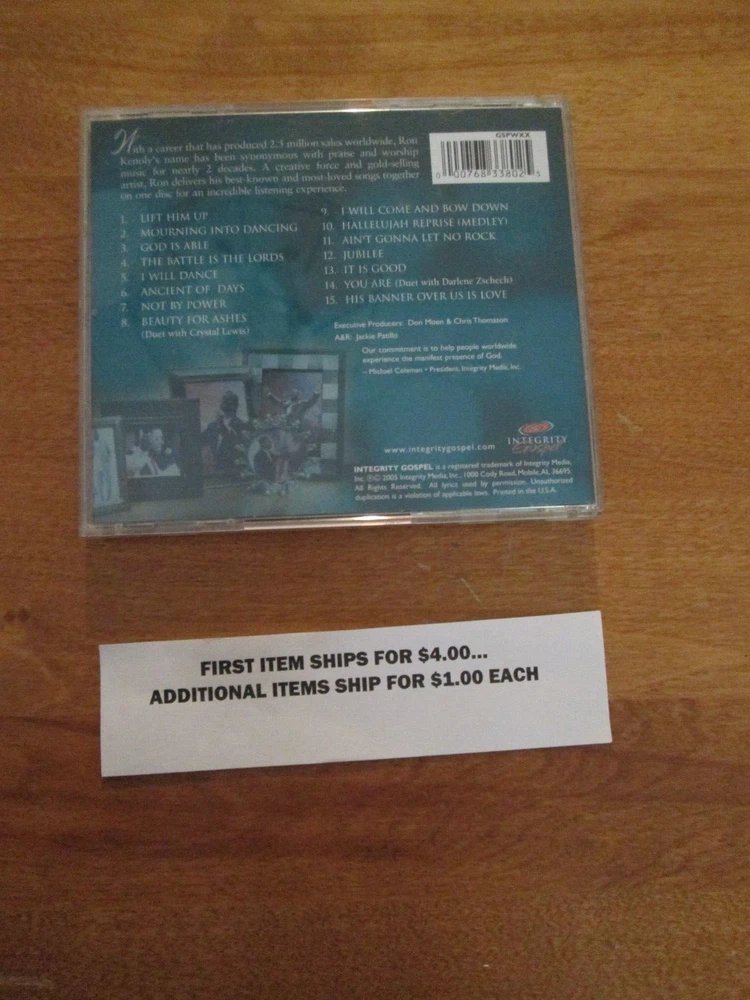 With a career that has produced 2.5 million sales worldwide, Ron
Kenoly's name has been synonymous with praise and worship
music for nearly 2 decades. A creative force and gold-selling
artist, Ron delivers his best-known and most-loved songs together
on one disc for an incredible listening experience.
GSPWXX
0 00768 33802 5
1. LIFT HIM UP
2. MOURNING INTO DANCING
3. GOD IS ABLE
4. THE BATTLE IS THE LORDS
5. I WILL DANCE
6. ANCIENT OF DAYS
7. NOT BY POWER
8. BEAUTY FOR ASHES
(Duet with Crystal Lewis)
9. I WILL COME AND BOW DOWN
10. HALLELUJAH REPRISE (MEDLEY)
11. AIN'T GONNA LET NO ROCK
12. JUBILEE
13. IT IS GOOD
14. YOU ARE (Duet with Darlene Zschech)
15. HIS BANNER OVER US IS LOVE
Executive Producers: Don Moen & Chris Thomason
A&R: Jackie Patillo
Our commitment is to help people worldwide
experience the manifest presence of God.
– Michael Coleman • President, Integrity Media, Inc.
www.integritygospel.com
INTEGRITY
Gospel
INTEGRITY GOSPEL is a registered trademark of Integrity Media,
Inc. ℗© 2005 Integrity Media, Inc., 1000 Cody Road, Mobile, AL 36695.
All Rights Reserved. All lyrics used by permission. Unauthorized
duplication is a violation of applicable laws. Printed in the U.S.A.
FIRST ITEM SHIPS FOR $4.00...
ADDITIONAL ITEMS SHIP FOR $1.00 EACH